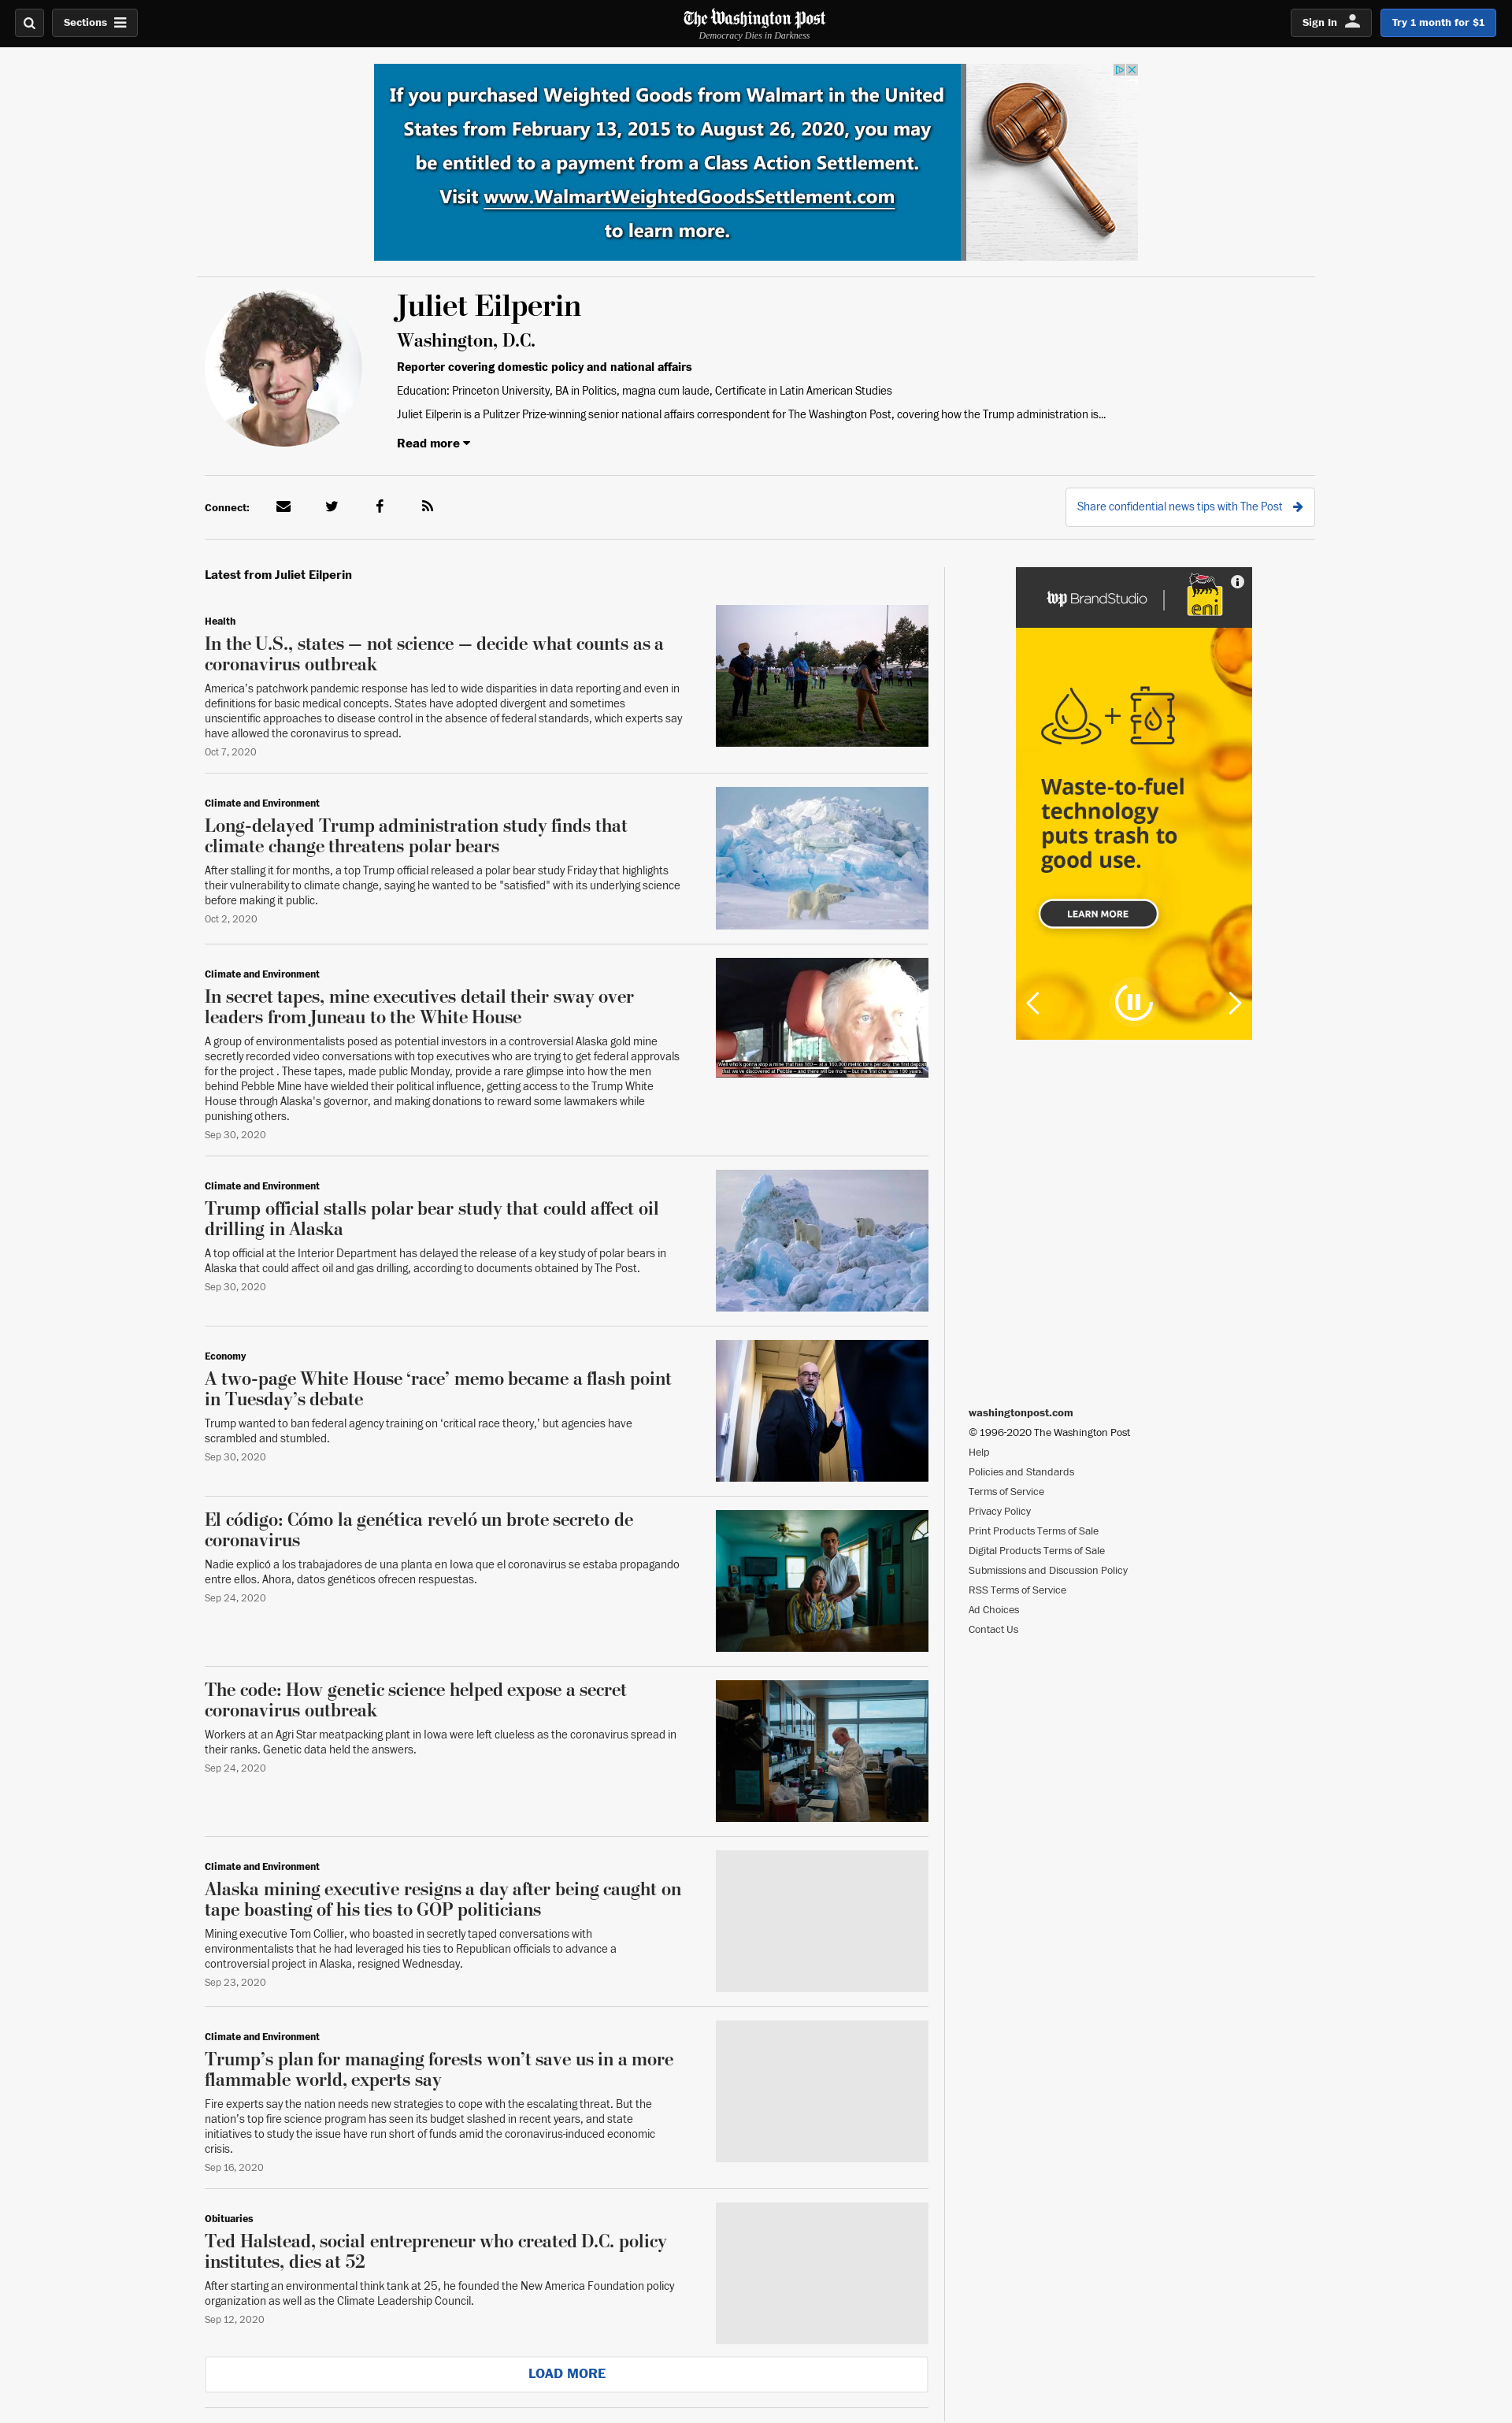 Sections
The Washington Post
Democracy Dies in Darkness
Sign In
Try 1 month for $1
If you purchased Weighted Goods from Walmart in the United
States from February 13, 2015 to August 26, 2020, you may
be entitled to a payment from a Class Action Settlement.
Visit www.WalmartWeightedGoodsSettlement.com
to learn more.
Juliet Eilperin
Washington, D.C.
Reporter covering domestic policy and national affairs
Education: Princeton University, BA in Politics, magna cum laude, Certificate in Latin American Studies
Juliet Eilperin is a Pulitzer Prize-winning senior national affairs correspondent for The Washington Post, covering how the Trump administration is...
Read more
Connect:
Share confidential news tips with The Post
Latest from Juliet Eilperin
Health
In the U.S., states — not science — decide what counts as a
coronavirus outbreak
America's patchwork pandemic response has led to wide disparities in data reporting and even in
definitions for basic medical concepts. States have adopted divergent and sometimes
unscientific approaches to disease control in the absence of federal standards, which experts say
have allowed the coronavirus to spread.
Oct 7, 2020
Climate and Environment
Long-delayed Trump administration study finds that
climate change threatens polar bears
After stalling it for months, a top Trump official released a polar bear study Friday that highlights
their vulnerability to climate change, saying he wanted to be "satisfied" with its underlying science
before making it public.
Oct 2, 2020
Climate and Environment
In secret tapes, mine executives detail their sway over
leaders from Juneau to the White House
A group of environmentalists posed as potential investors in a controversial Alaska gold mine
secretly recorded video conversations with top executives who are trying to get federal approvals
for the project . These tapes, made public Monday, provide a rare glimpse into how the men
behind Pebble Mine have wielded their political influence, getting access to the Trump White
House through Alaska's governor, and making donations to reward some lawmakers while
punishing others.
Sep 30, 2020
Climate and Environment
Trump official stalls polar bear study that could affect oil
drilling in Alaska
A top official at the Interior Department has delayed the release of a key study of polar bears in
Alaska that could affect oil and gas drilling, according to documents obtained by The Post.
Sep 30, 2020
Economy
A two-page White House ‘race’ memo became a flash point
in Tuesday’s debate
Trump wanted to ban federal agency training on ‘critical race theory,’ but agencies have
scrambled and stumbled.
Sep 30, 2020
El código: Cómo la genética reveló un brote secreto de
coronavirus
Nadie explicó a los trabajadores de una planta en Iowa que el coronavirus se estaba propagando
entre ellos. Ahora, datos genéticos ofrecen respuestas.
Sep 24, 2020
The code: How genetic science helped expose a secret
coronavirus outbreak
Workers at an Agri Star meatpacking plant in Iowa were left clueless as the coronavirus spread in
their ranks. Genetic data held the answers.
Sep 24, 2020
Climate and Environment
Alaska mining executive resigns a day after being caught on
tape boasting of his ties to GOP politicians
Mining executive Tom Collier, who boasted in secretly taped conversations with
environmentalists that he had leveraged his ties to Republican officials to advance a
controversial project in Alaska, resigned Wednesday.
Sep 23, 2020
Climate and Environment
Trump’s plan for managing forests won’t save us in a more
flammable world, experts say
Fire experts say the nation needs new strategies to cope with the escalating threat. But the
nation’s top fire science program has seen its budget slashed in recent years, and state
initiatives to study the issue have run short of funds amid the coronavirus-induced economic
crisis.
Sep 16, 2020
Obituaries
Ted Halstead, social entrepreneur who created D.C. policy
institutes, dies at 52
After starting an environmental think tank at 25, he founded the New America Foundation policy
organization as well as the Climate Leadership Council.
Sep 12, 2020
LOAD MORE
wp BrandStudio
eni
Waste-to-fuel
technology
puts trash to
good use.
LEARN MORE
washingtonpost.com
© 1996-2020 The Washington Post
Help
Policies and Standards
Terms of Service
Privacy Policy
Print Products Terms of Sale
Digital Products Terms of Sale
Submissions and Discussion Policy
RSS Terms of Service
Ad Choices
Contact Us